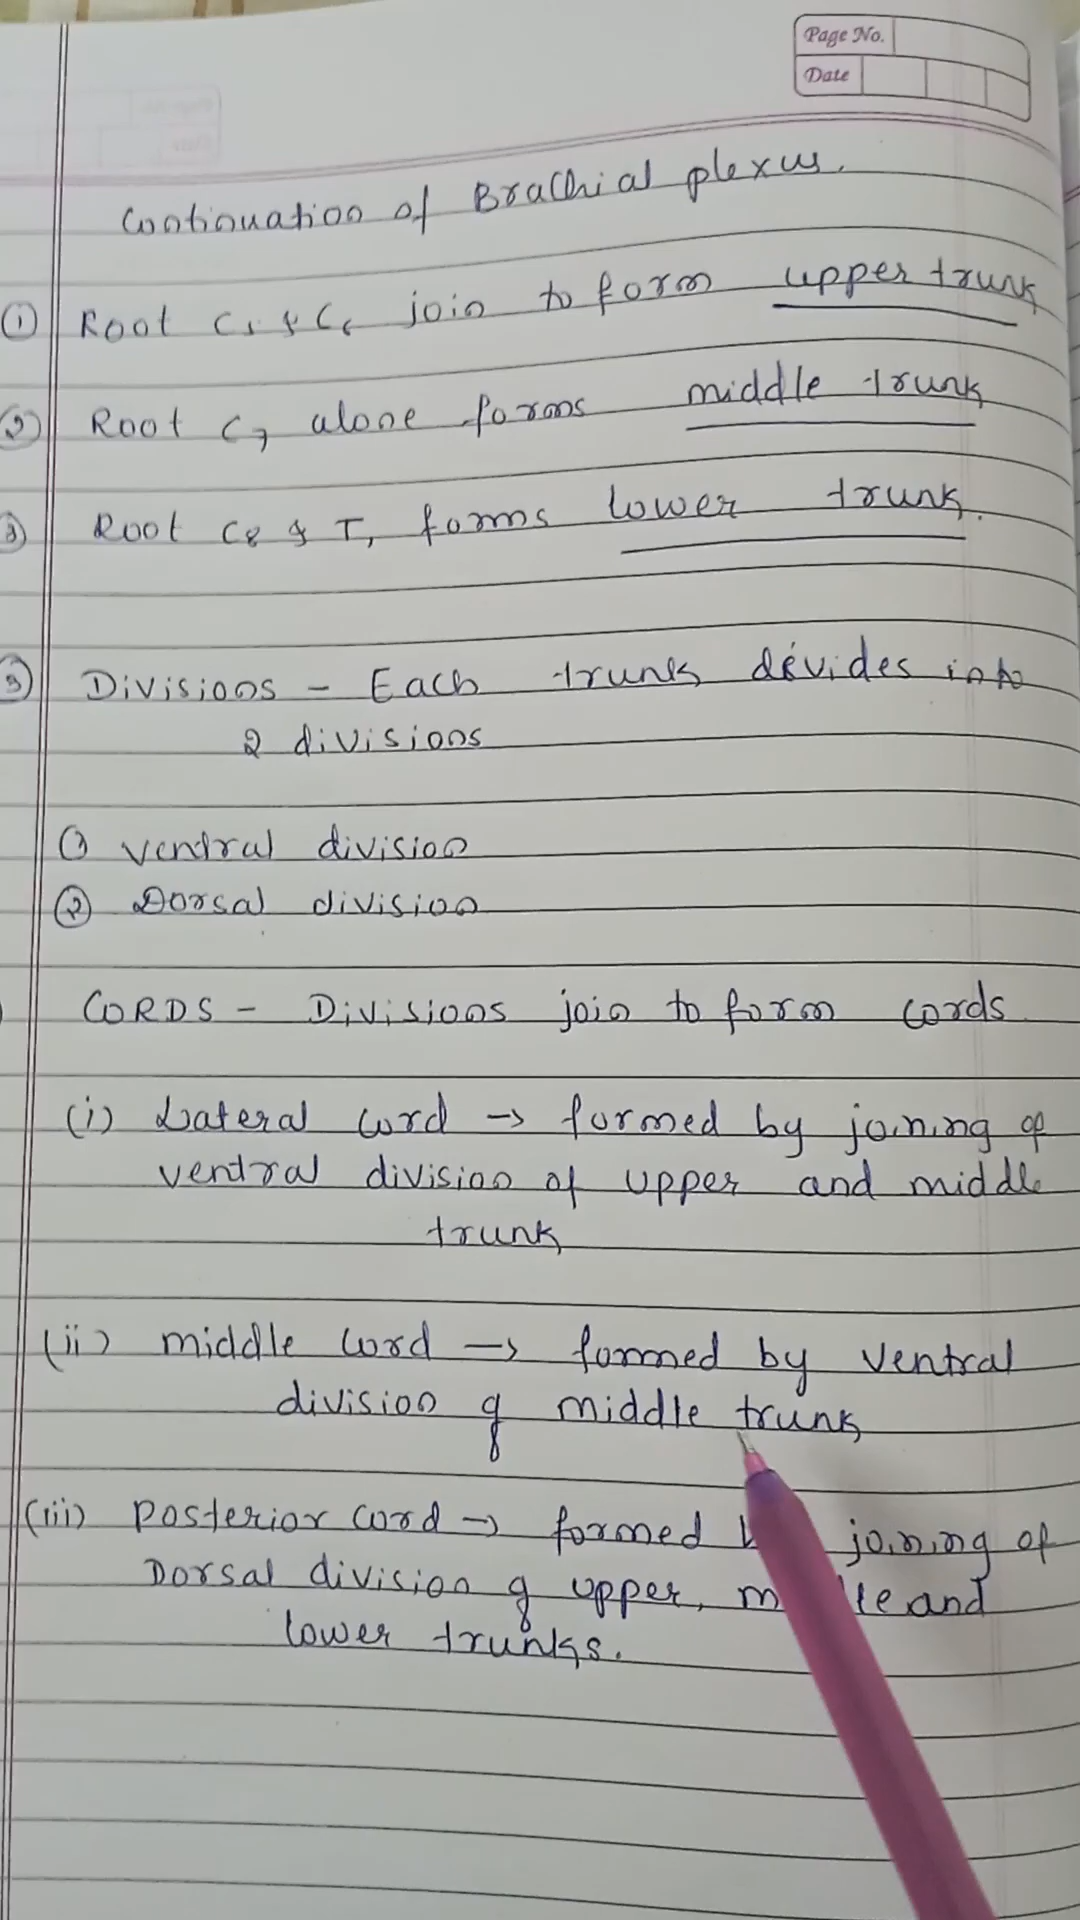 Page No.
Date
Continuation of Brachial plexus.
① Root C5 & C6 join to form upper trunk
② Root C7 alone forms middle trunk
③ Root C8 & T1 forms lower trunk.
③ Divisions - Each trunk divides into
2 divisions
① ventral division
② Dorsal division
CORDS - Divisions join to form cords
(i) Lateral cord → formed by joining of
ventral division of upper and middle
trunk
(ii) middle cord → formed by ventral
division of middle trunk
(iii) posterior cord → formed joining of
Dorsal division of upper, and
lower trunks.